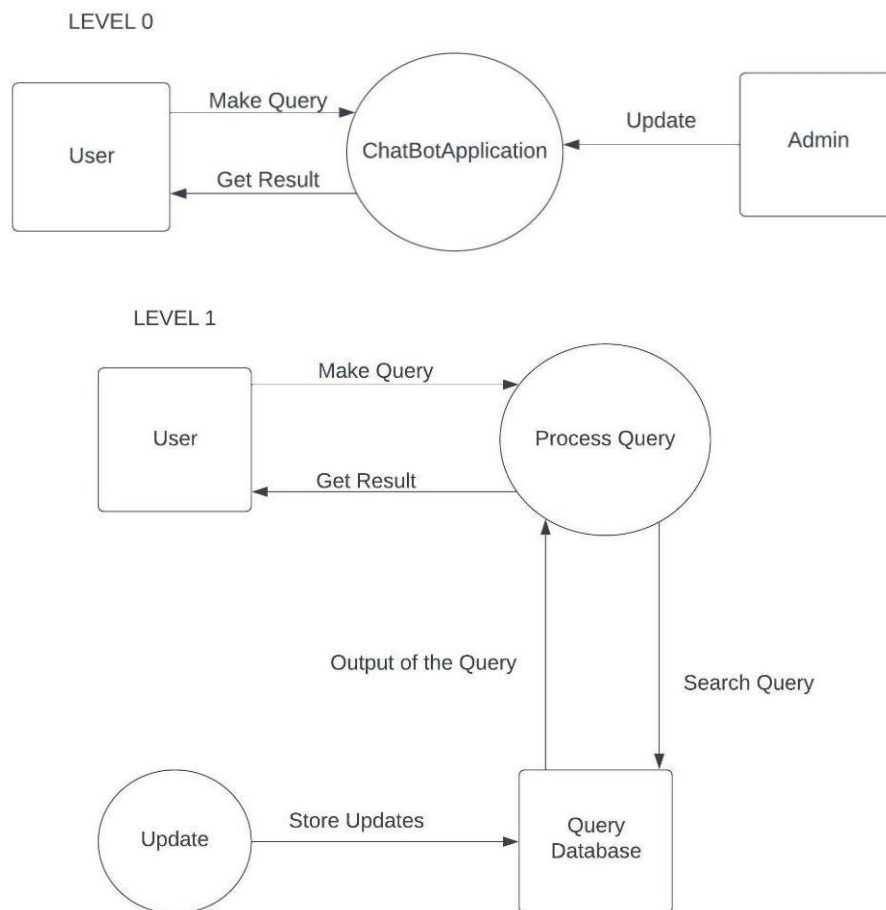 LEVEL 0
Make Query
User
Get Result
ChatBotApplication
Update
Admin
LEVEL 1
Make Query
User
Get Result
Process Query
Output of the Query
Search Query
Update
Store Updates
Query
Database